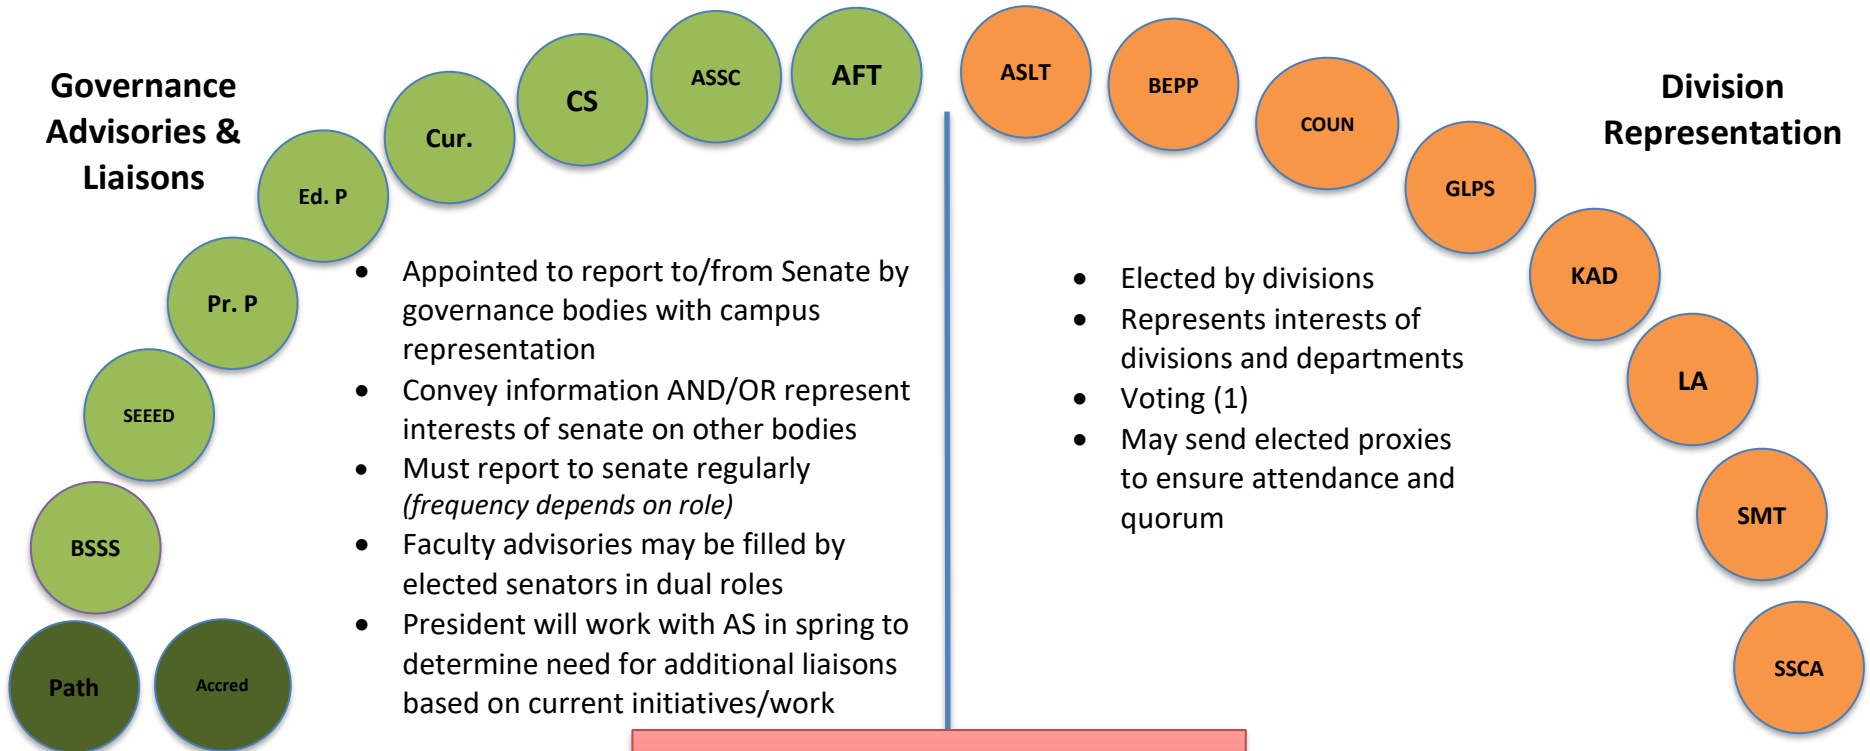 Governance
Advisories &
Liaisons
Path
Accred
BSSS
SEEED
Pr. P
Ed. P
Cur.
CS
ASSC
AFT
• Appointed to report to/from Senate by
governance bodies with campus
representation
• Convey information AND/OR represent
interests of senate on other bodies
• Must report to senate regularly
(frequency depends on role)
• Faculty advisories may be filled by
elected senators in dual roles
• President will work with AS in spring to
determine need for additional liaisons
based on current initiatives/work
Division
Representation
ASLT
BEPP
COUN
GLPS
KAD
LA
SMT
SSCA
• Elected by divisions
• Represents interests of
divisions and departments
• Voting (1)
• May send elected proxies
to ensure attendance and
quorum